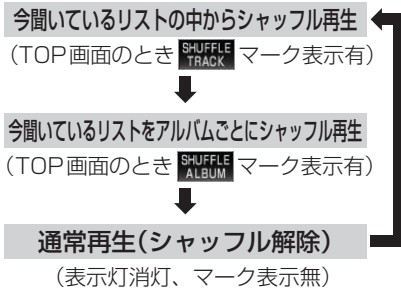 今聞いているリストの中からシャッフル再生
（TOP画面のとき SHUFFLE TRACK マーク表示有）
今聞いているリストをアルバムごとにシャッフル再生
（TOP画面のとき SHUFFLE ALBUM マーク表示有）
通常再生（シャッフル解除）
（表示灯消灯、マーク表示無）